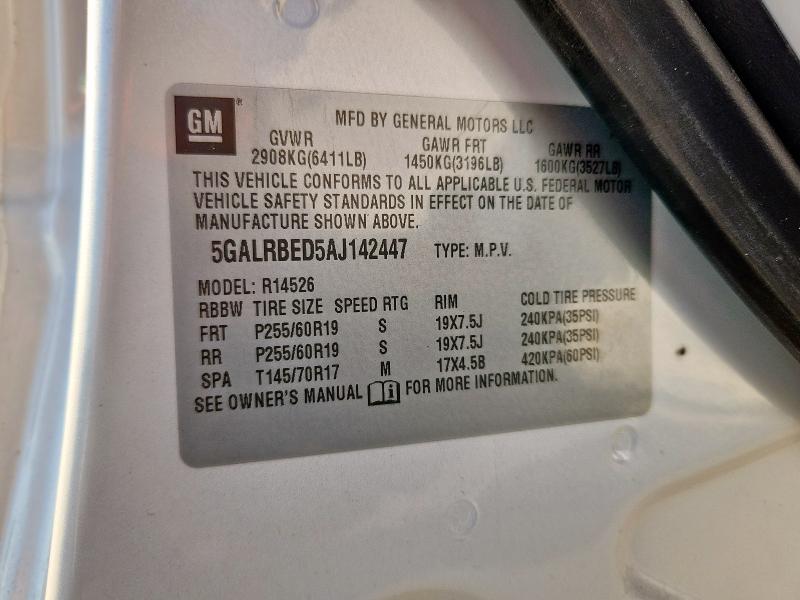 GM® MFD BY GENERAL MOTORS LLC
GVWR GAWR FRT GAWR RR
2908KG(6411LB) 1450KG(3196LB) 1600KG(3527LB)
THIS VEHICLE CONFORMS TO ALL APPLICABLE U.S. FEDERAL MOTOR
VEHICLE SAFETY STANDARDS IN EFFECT ON THE DATE OF
MANUFACTURE SHOWN ABOVE.
5GALRBED5AJ142447 TYPE: M.P.V.
MODEL: R14526
RBBW TIRE SIZE SPEED RTG RIM COLD TIRE PRESSURE
FRT P255/60R19 S 19X7.5J 240KPA(35PSI)
RR P255/60R19 S 19X7.5J 240KPA(35PSI)
SPA T145/70R17 M 17X4.5B 420KPA(60PSI)
SEE OWNER'S MANUAL i FOR MORE INFORMATION.